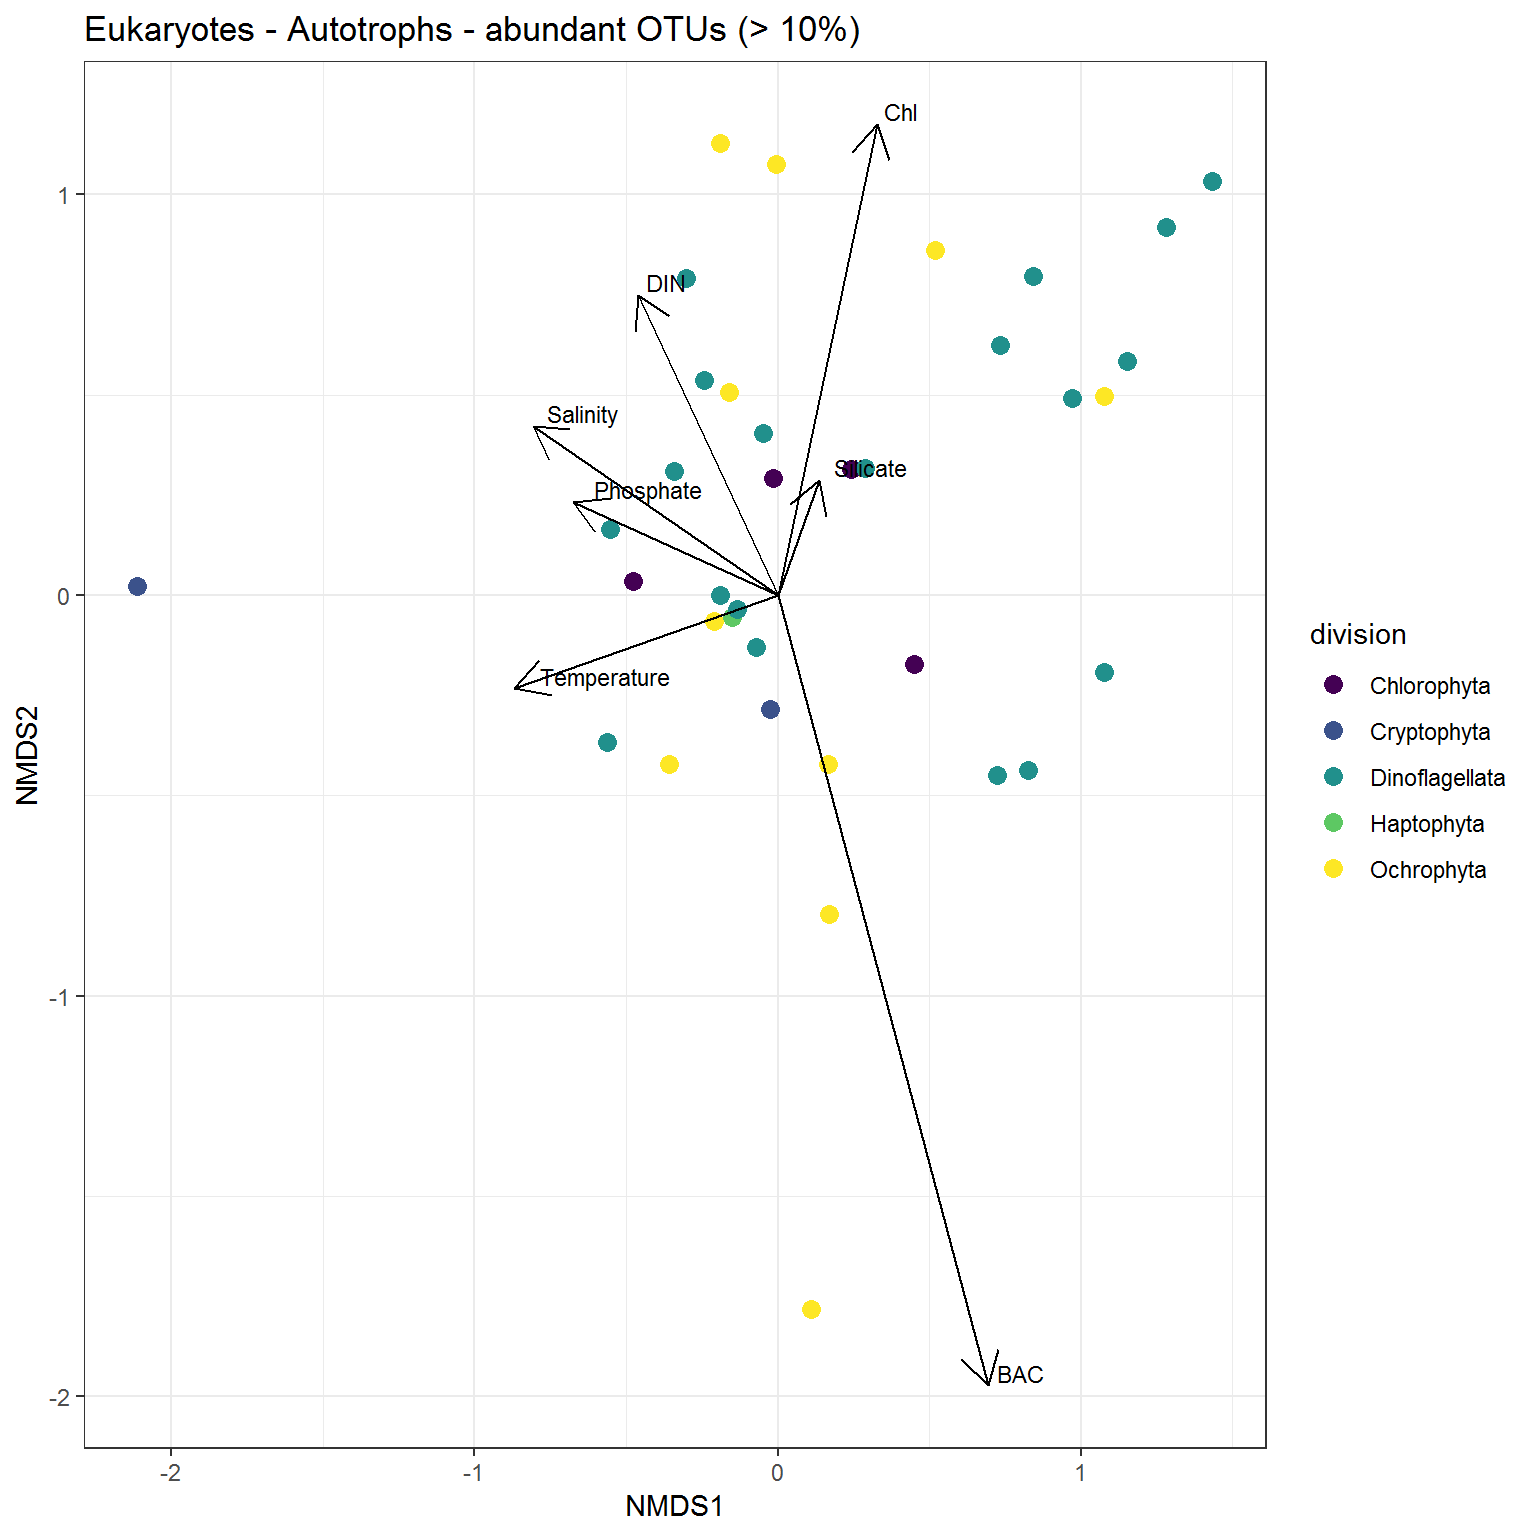 Eukaryotes - Autotrophs - abundant OTUs (> 10%)
Chl
DIN
Salinity
Silicate
Phosphate
Temperature
BAC
1
0
-1
-2
NMDS2
-2
-1
0
1
NMDS1
division
Chlorophyta
Cryptophyta
Dinoflagellata
Haptophyta
Ochrophyta